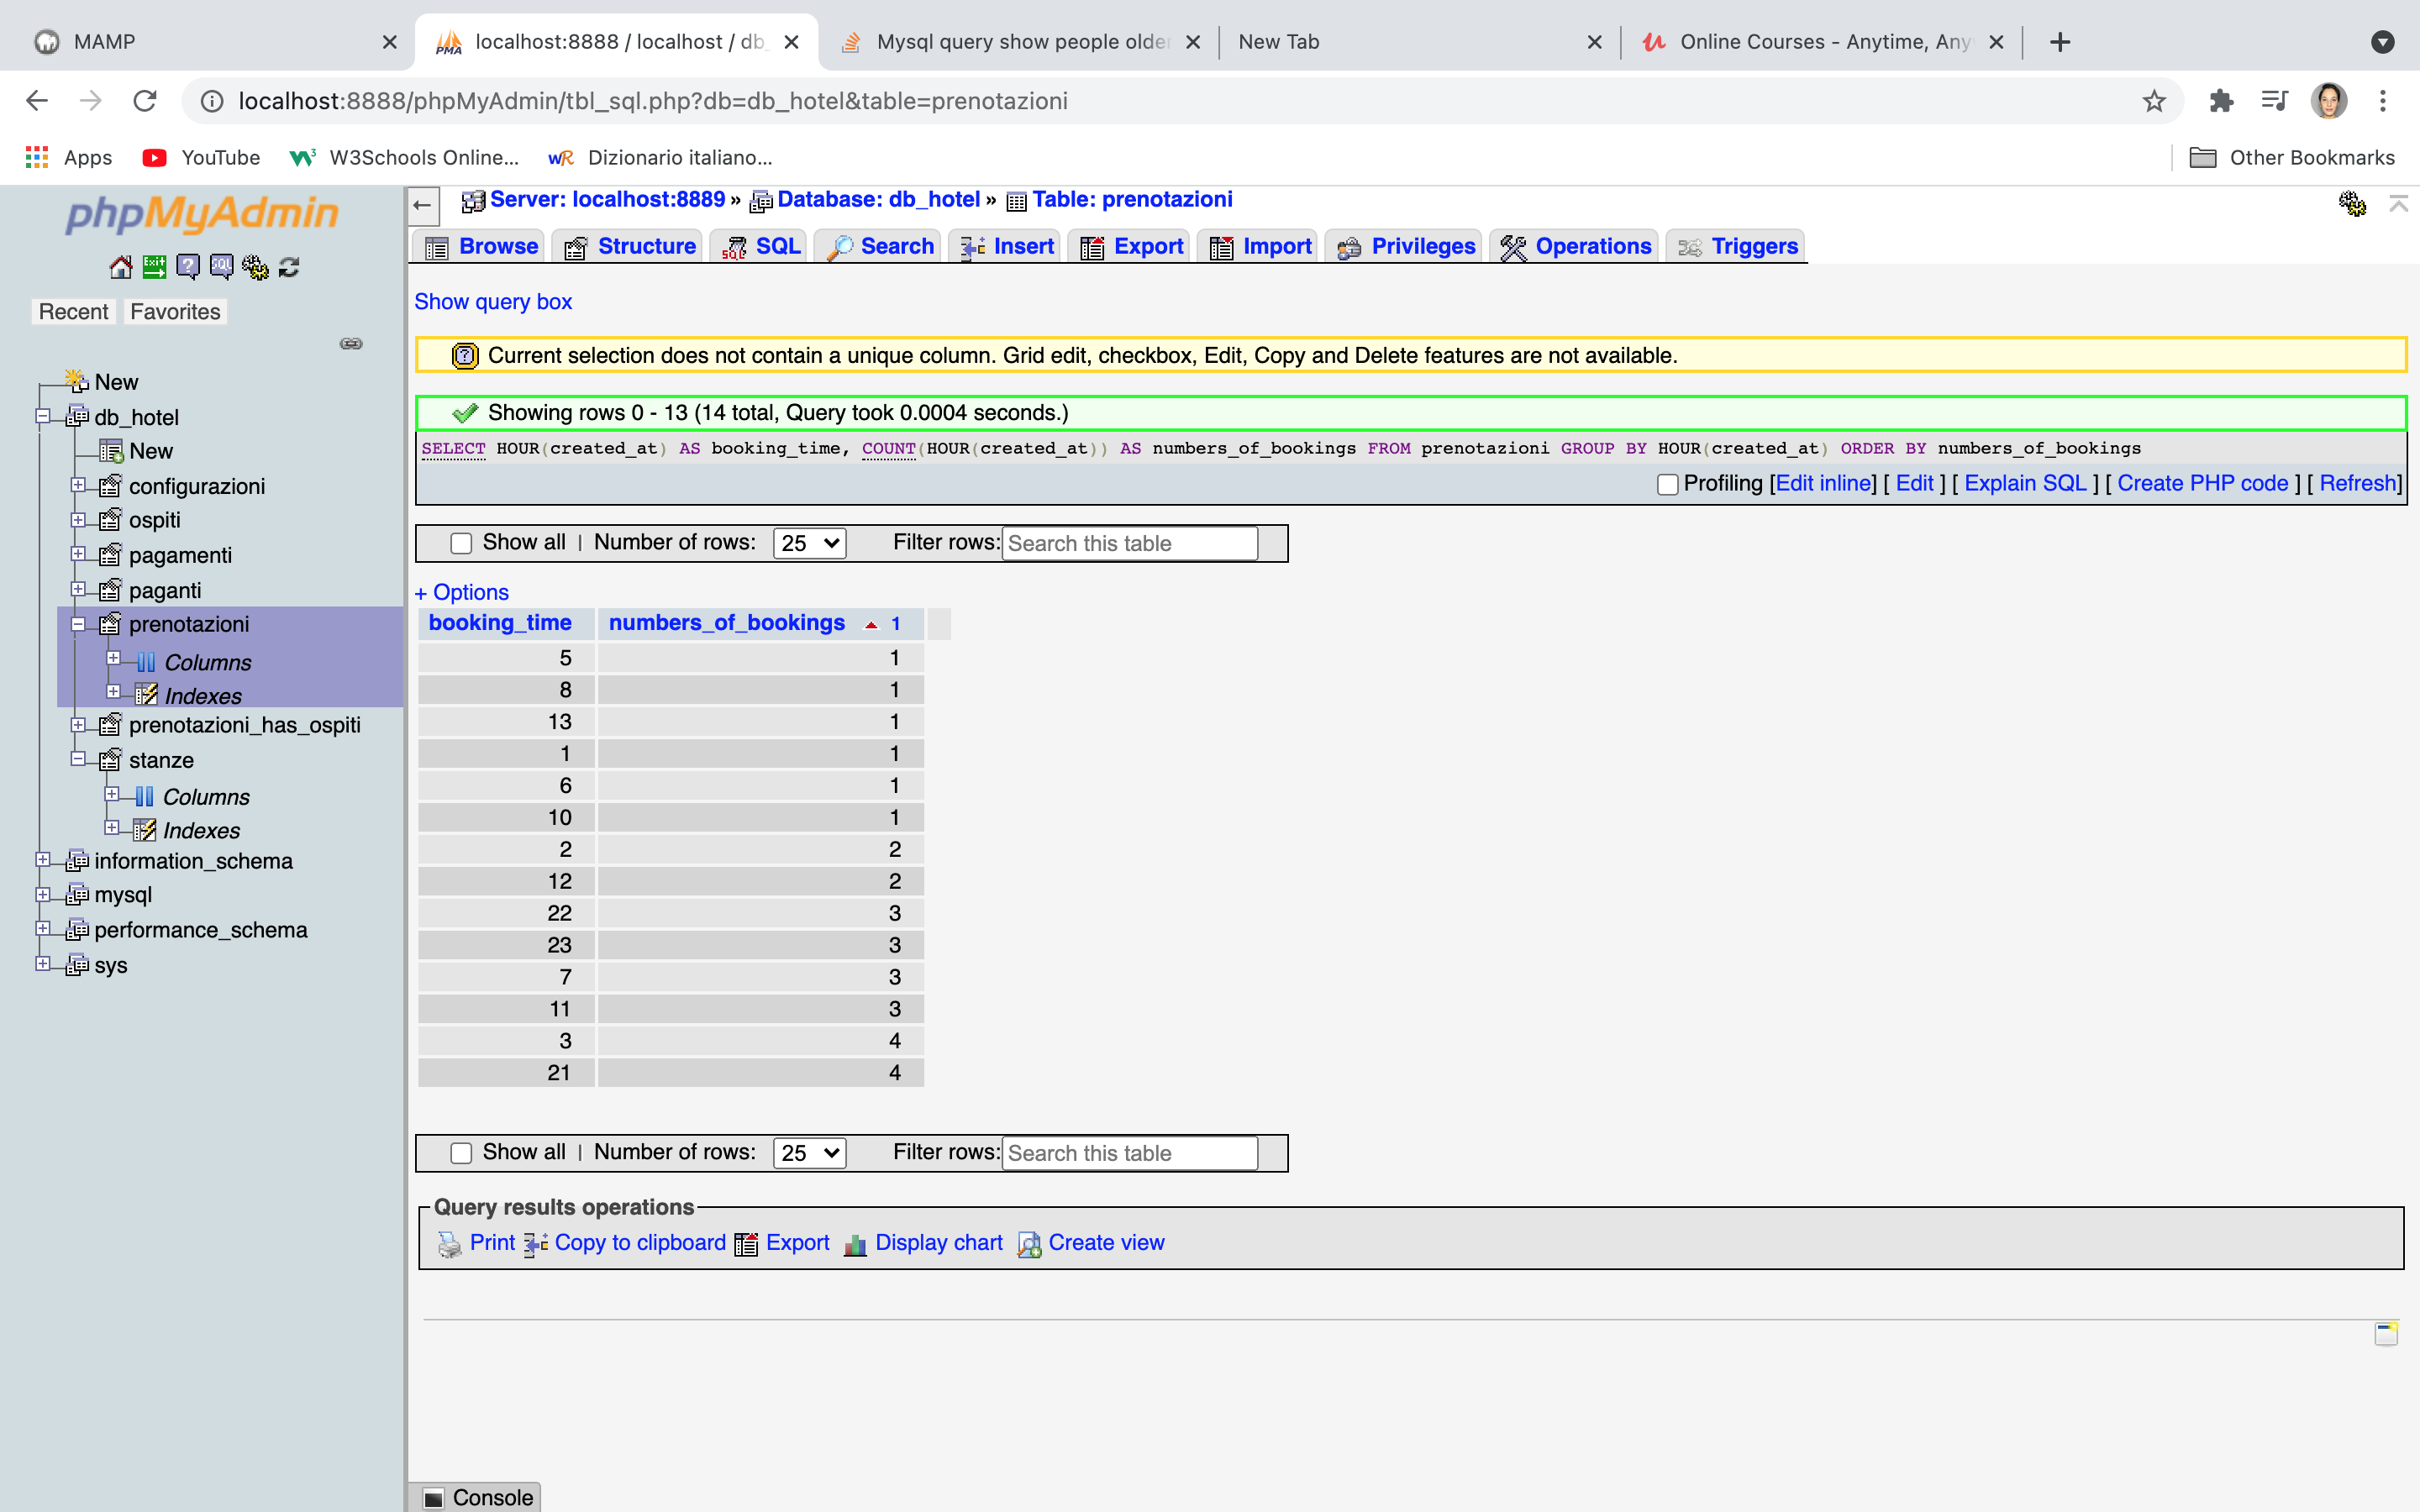 MAMP
localhost:8888 / localhost / db_
Mysql query show people older
New Tab
Online Courses - Anytime, Any
localhost:8888/phpMyAdmin/tbl_sql.php?db=db_hotel&table=prenotazioni
Apps
YouTube
W3Schools Online...
Dizionario italiano...
Other Bookmarks
phpMyAdmin
Recent
Favorites
New
db_hotel
New
configurazioni
ospiti
pagamenti
paganti
prenotazioni
Columns
Indexes
prenotazioni_has_ospiti
stanze
Columns
Indexes
information_schema
mysql
performance_schema
sys
Server: localhost:8889 » Database: db_hotel » Table: prenotazioni
Browse Structure SQL Search Insert Export Import Privileges Operations Triggers
Show query box
Current selection does not contain a unique column. Grid edit, checkbox, Edit, Copy and Delete features are not available.
Showing rows 0 - 13 (14 total, Query took 0.0004 seconds.)
SELECT HOUR(created_at) AS booking_time, COUNT(HOUR(created_at)) AS numbers_of_bookings FROM prenotazioni GROUP BY HOUR(created_at) ORDER BY numbers_of_bookings
Profiling [Edit inline] [ Edit ] [ Explain SQL ] [ Create PHP code ] [ Refresh]
Show all | Number of rows: 25 Filter rows: Search this table
+ Options
booking_time numbers_of_bookings 1
5 1
8 1
13 1
1 1
6 1
10 1
2 2
12 2
22 3
23 3
7 3
11 3
3 4
21 4
Show all | Number of rows: 25 Filter rows: Search this table
Query results operations
Print Copy to clipboard Export Display chart Create view
Console